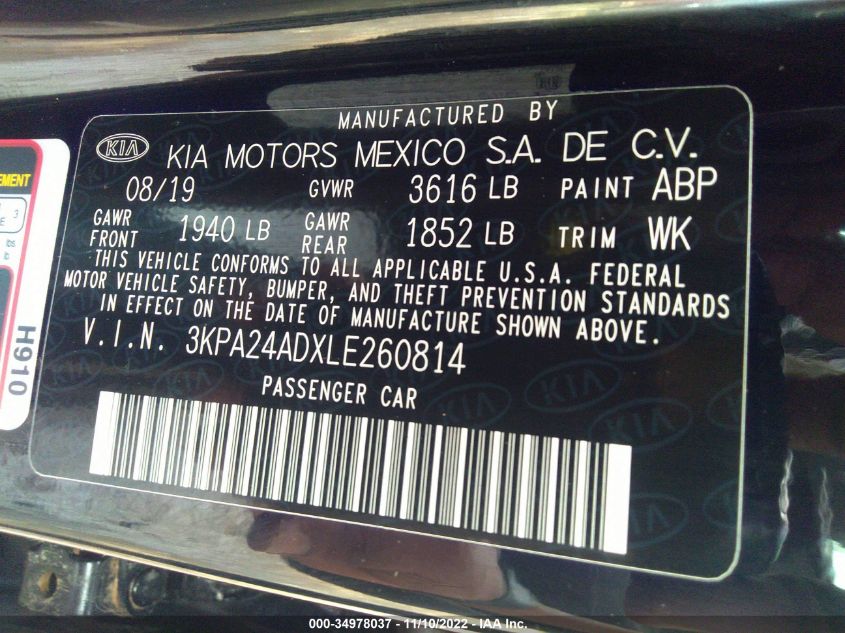 MANUFACTURED BY
KIA KIA MOTORS MEXICO S.A. DE C.V.
08/19 GVWR 3616 LB PAINT ABP
GAWR FRONT 1940 LB GAWR REAR 1852 LB TRIM WK
THIS VEHICLE CONFORMS TO ALL APPLICABLE U.S.A. FEDERAL
MOTOR VEHICLE SAFETY, BUMPER, AND THEFT PREVENTION STANDARDS
IN EFFECT ON THE DATE OF MANUFACTURE SHOWN ABOVE.
V.I.N. 3KPA24ADXLE260814
PASSENGER CAR
H910
3
E
000-34978037 - 11/10/2022 - IAAI, Inc.